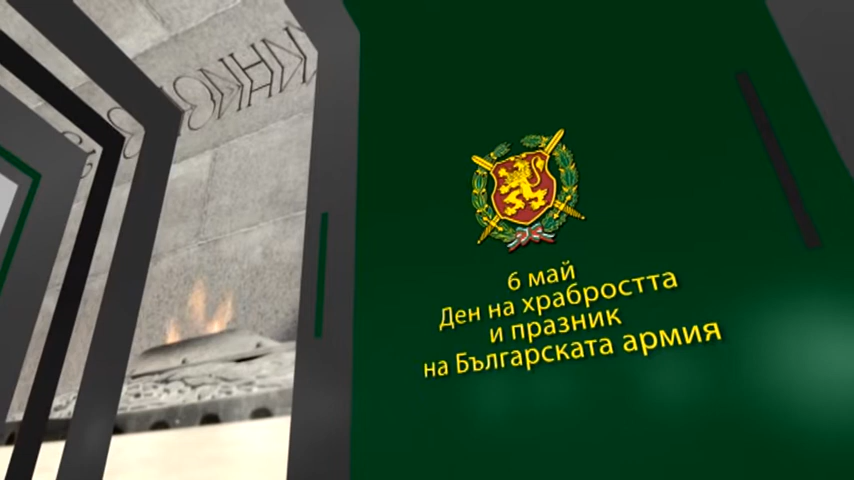 6 май
Ден на храбростта
и празник
на Българската армия